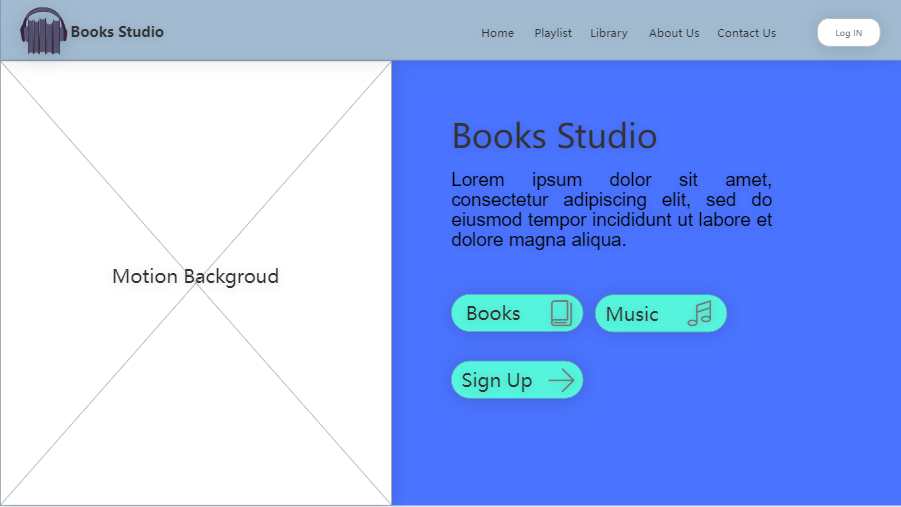 Books Studio
Home Playlist Library About Us Contact Us Log IN
Motion Backgroud
Books Studio
Lorem ipsum dolor sit amet,
consectetur adipiscing elit, sed do
eiusmod tempor incididunt ut labore et
dolore magna aliqua.
Books
Music
Sign Up